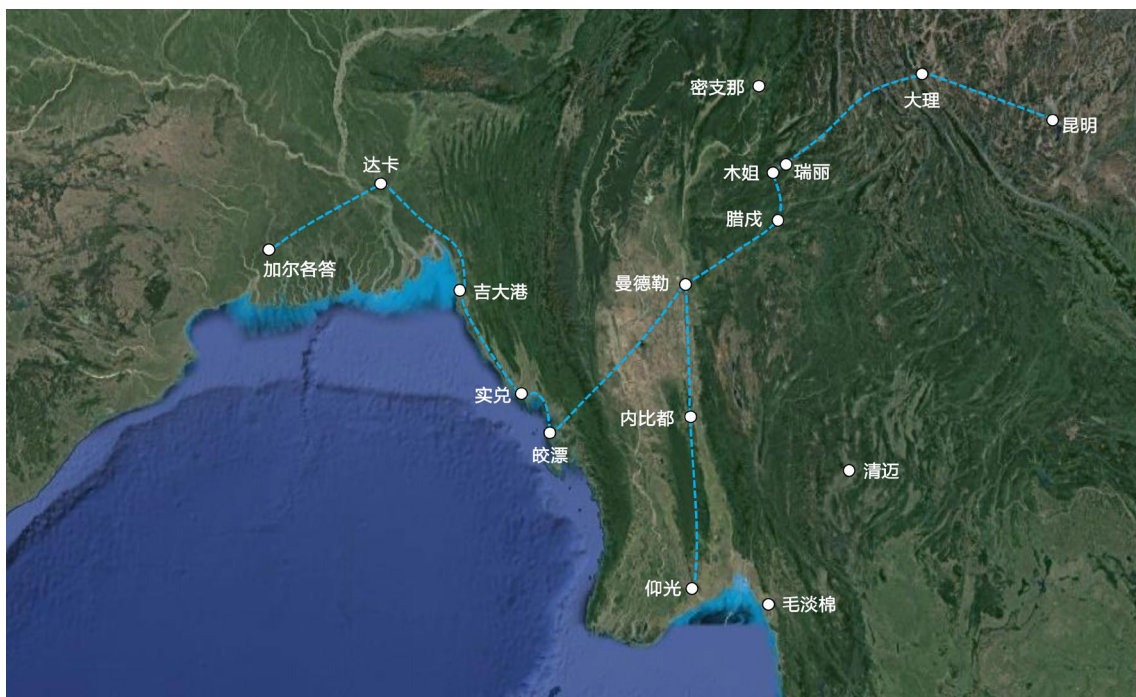 密支那
大理
昆明
达卡
木姐
瑞丽
腊戌
加尔各答
吉大港
曼德勒
实兑
内比都
皎漂
清迈
仰光
毛淡棉